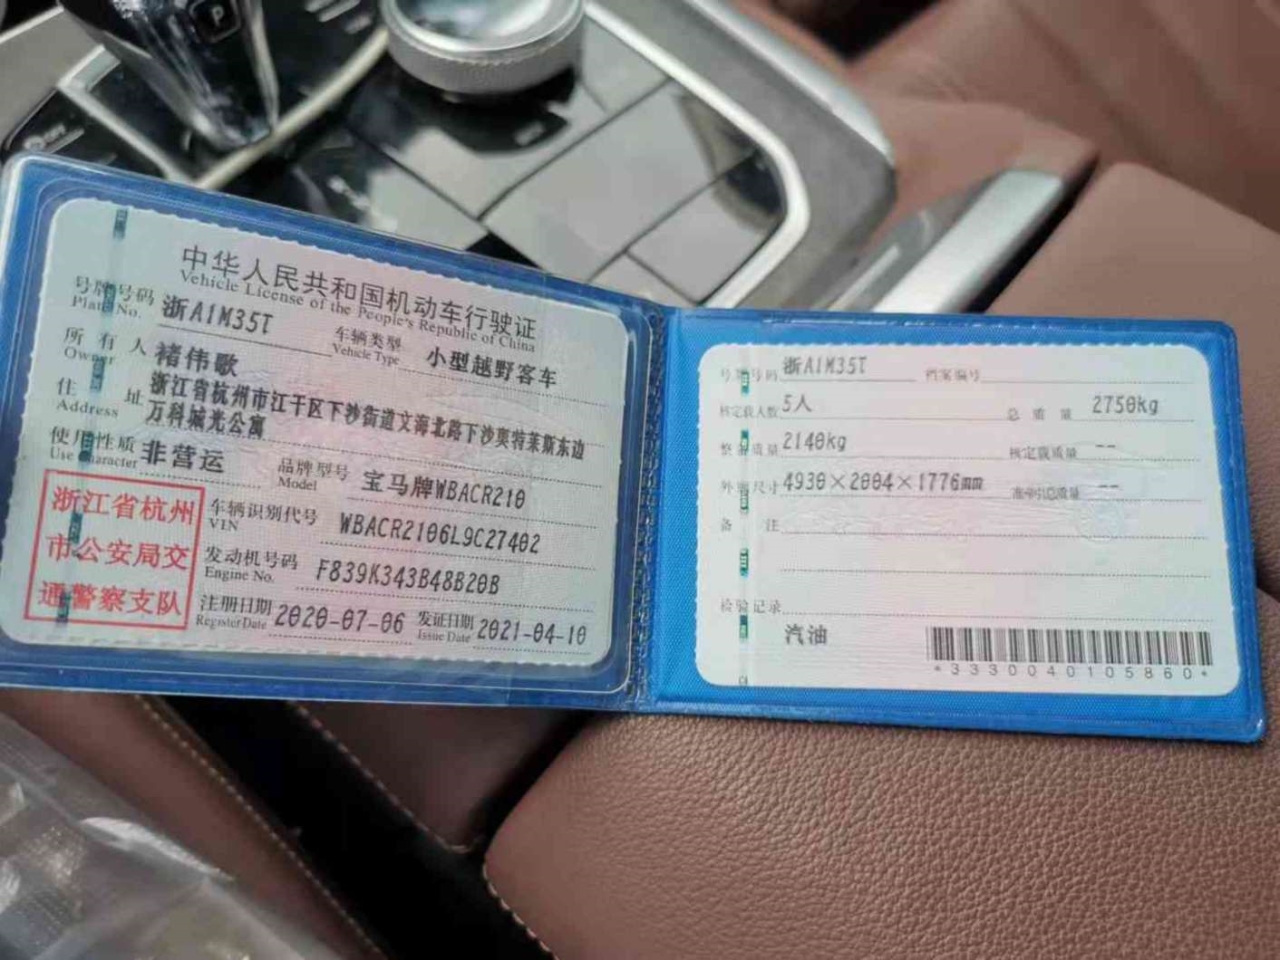 P
中华人民共和国机动车行驶证
Vehicle License of the People's Republic of China
号牌号码 浙A1M35T 车辆类型 小型越野客车
Plate No. Vehicle Type
所有人 褚伟歌
Owner
住址 浙江省杭州市江干区下沙街道文海北路下沙奥特莱斯东边
Address 万科城光公寓
使用性质 非营运 品牌型号 宝马牌WBACR210
Use Character Model
浙江省杭州
市公安局交
通警察支队
车辆识别代号 WBACR2106L9C27402
VIN
发动机号码 F839K343B48B20B
Engine No.
注册日期 2020-07-06 发证日期 2021-04-10
Register Date Issue Date
号牌号码 浙A1M35T 档案编号
核定载人数 5人 总质量 2750kg
整备质量 2140kg 核定载质量 --
外廓尺寸 4930×2004×1776mm 准牵引总质量 --
备注
检验记录
汽油
*3330040105860*